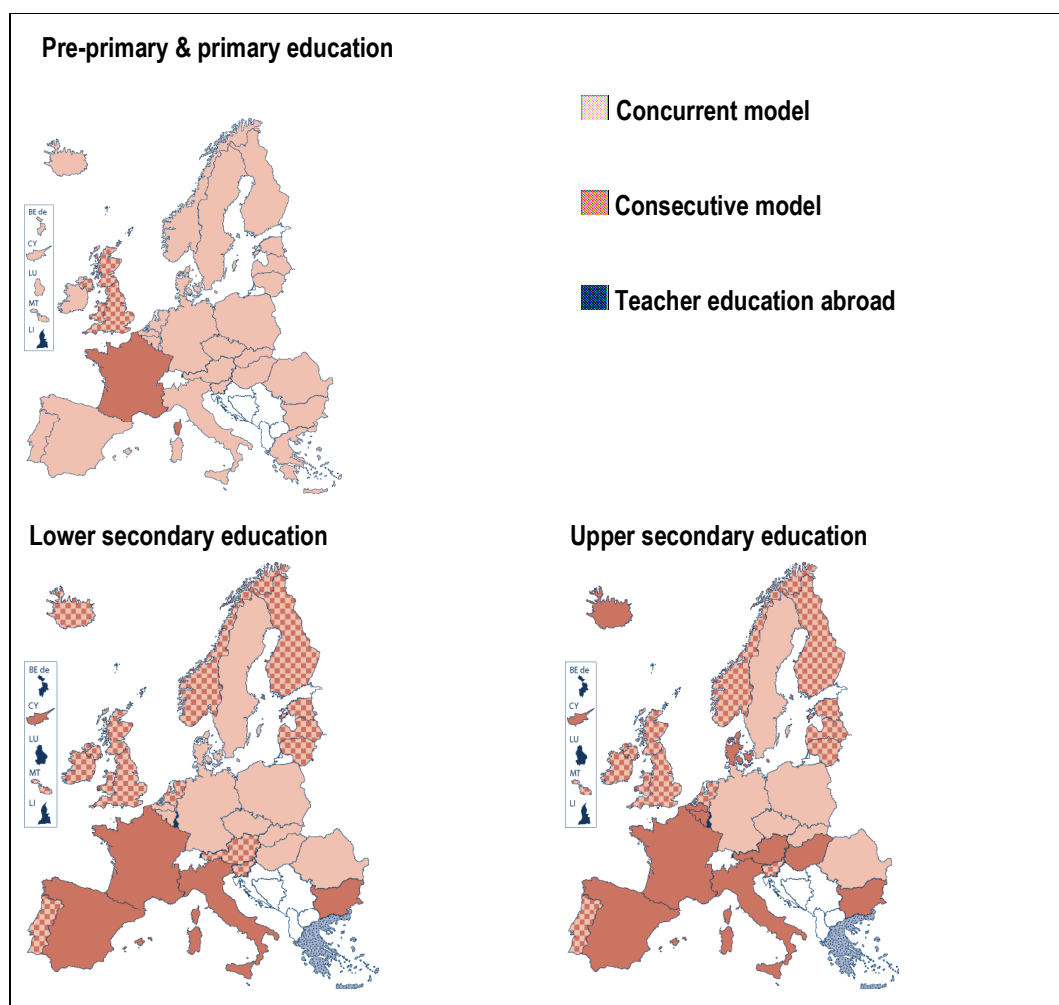 Pre-primary & primary education
Concurrent model
Consecutive model
Teacher education abroad
BE de
CY
LU
MT
LI
Lower secondary education
Upper secondary education
BE de
CY
LU
MT
LI
BE de
CY
LU
MT
LI